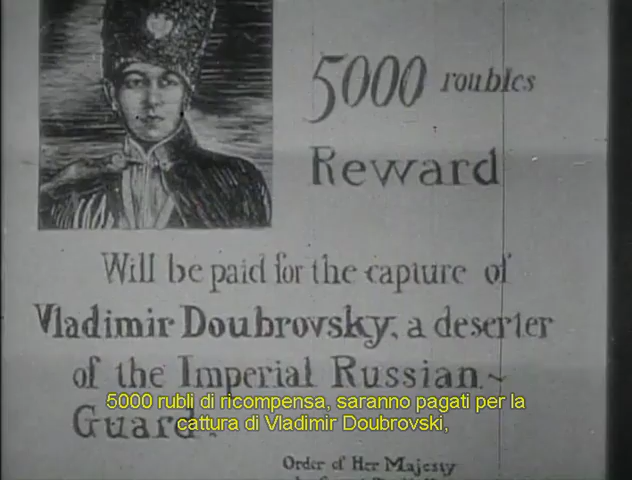 5000 roubles
Reward
Will be paid for the capture of
Vladimir Doubrovsky, a deserter
of the Imperial Russian ~
Guard.
5000 rubli di ricompensa, saranno pagati per la
cattura di Vladimir Doubrovski,
Order of Her Majesty